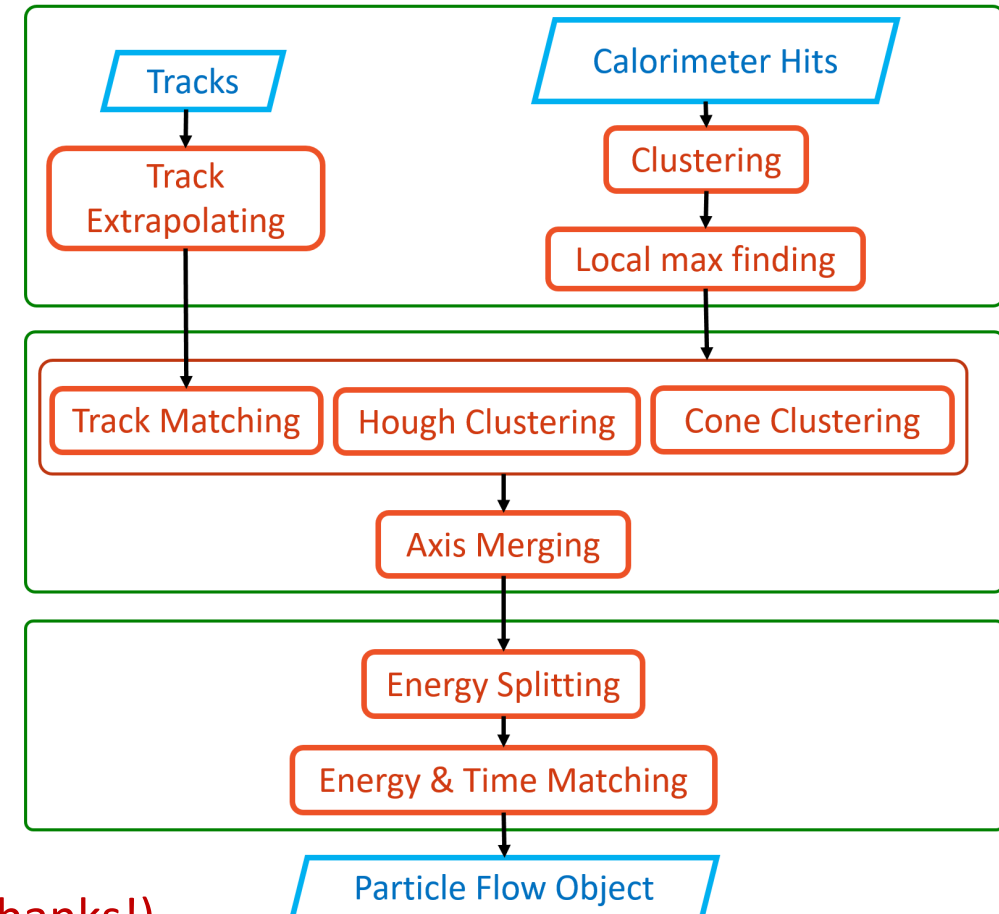 Tracks
Calorimeter Hits
Track
Extrapolating
Clustering
Local max finding
Track Matching
Hough Clustering
Cone Clustering
Axis Merging
Energy Splitting
Energy & Time Matching
Particle Flow Object